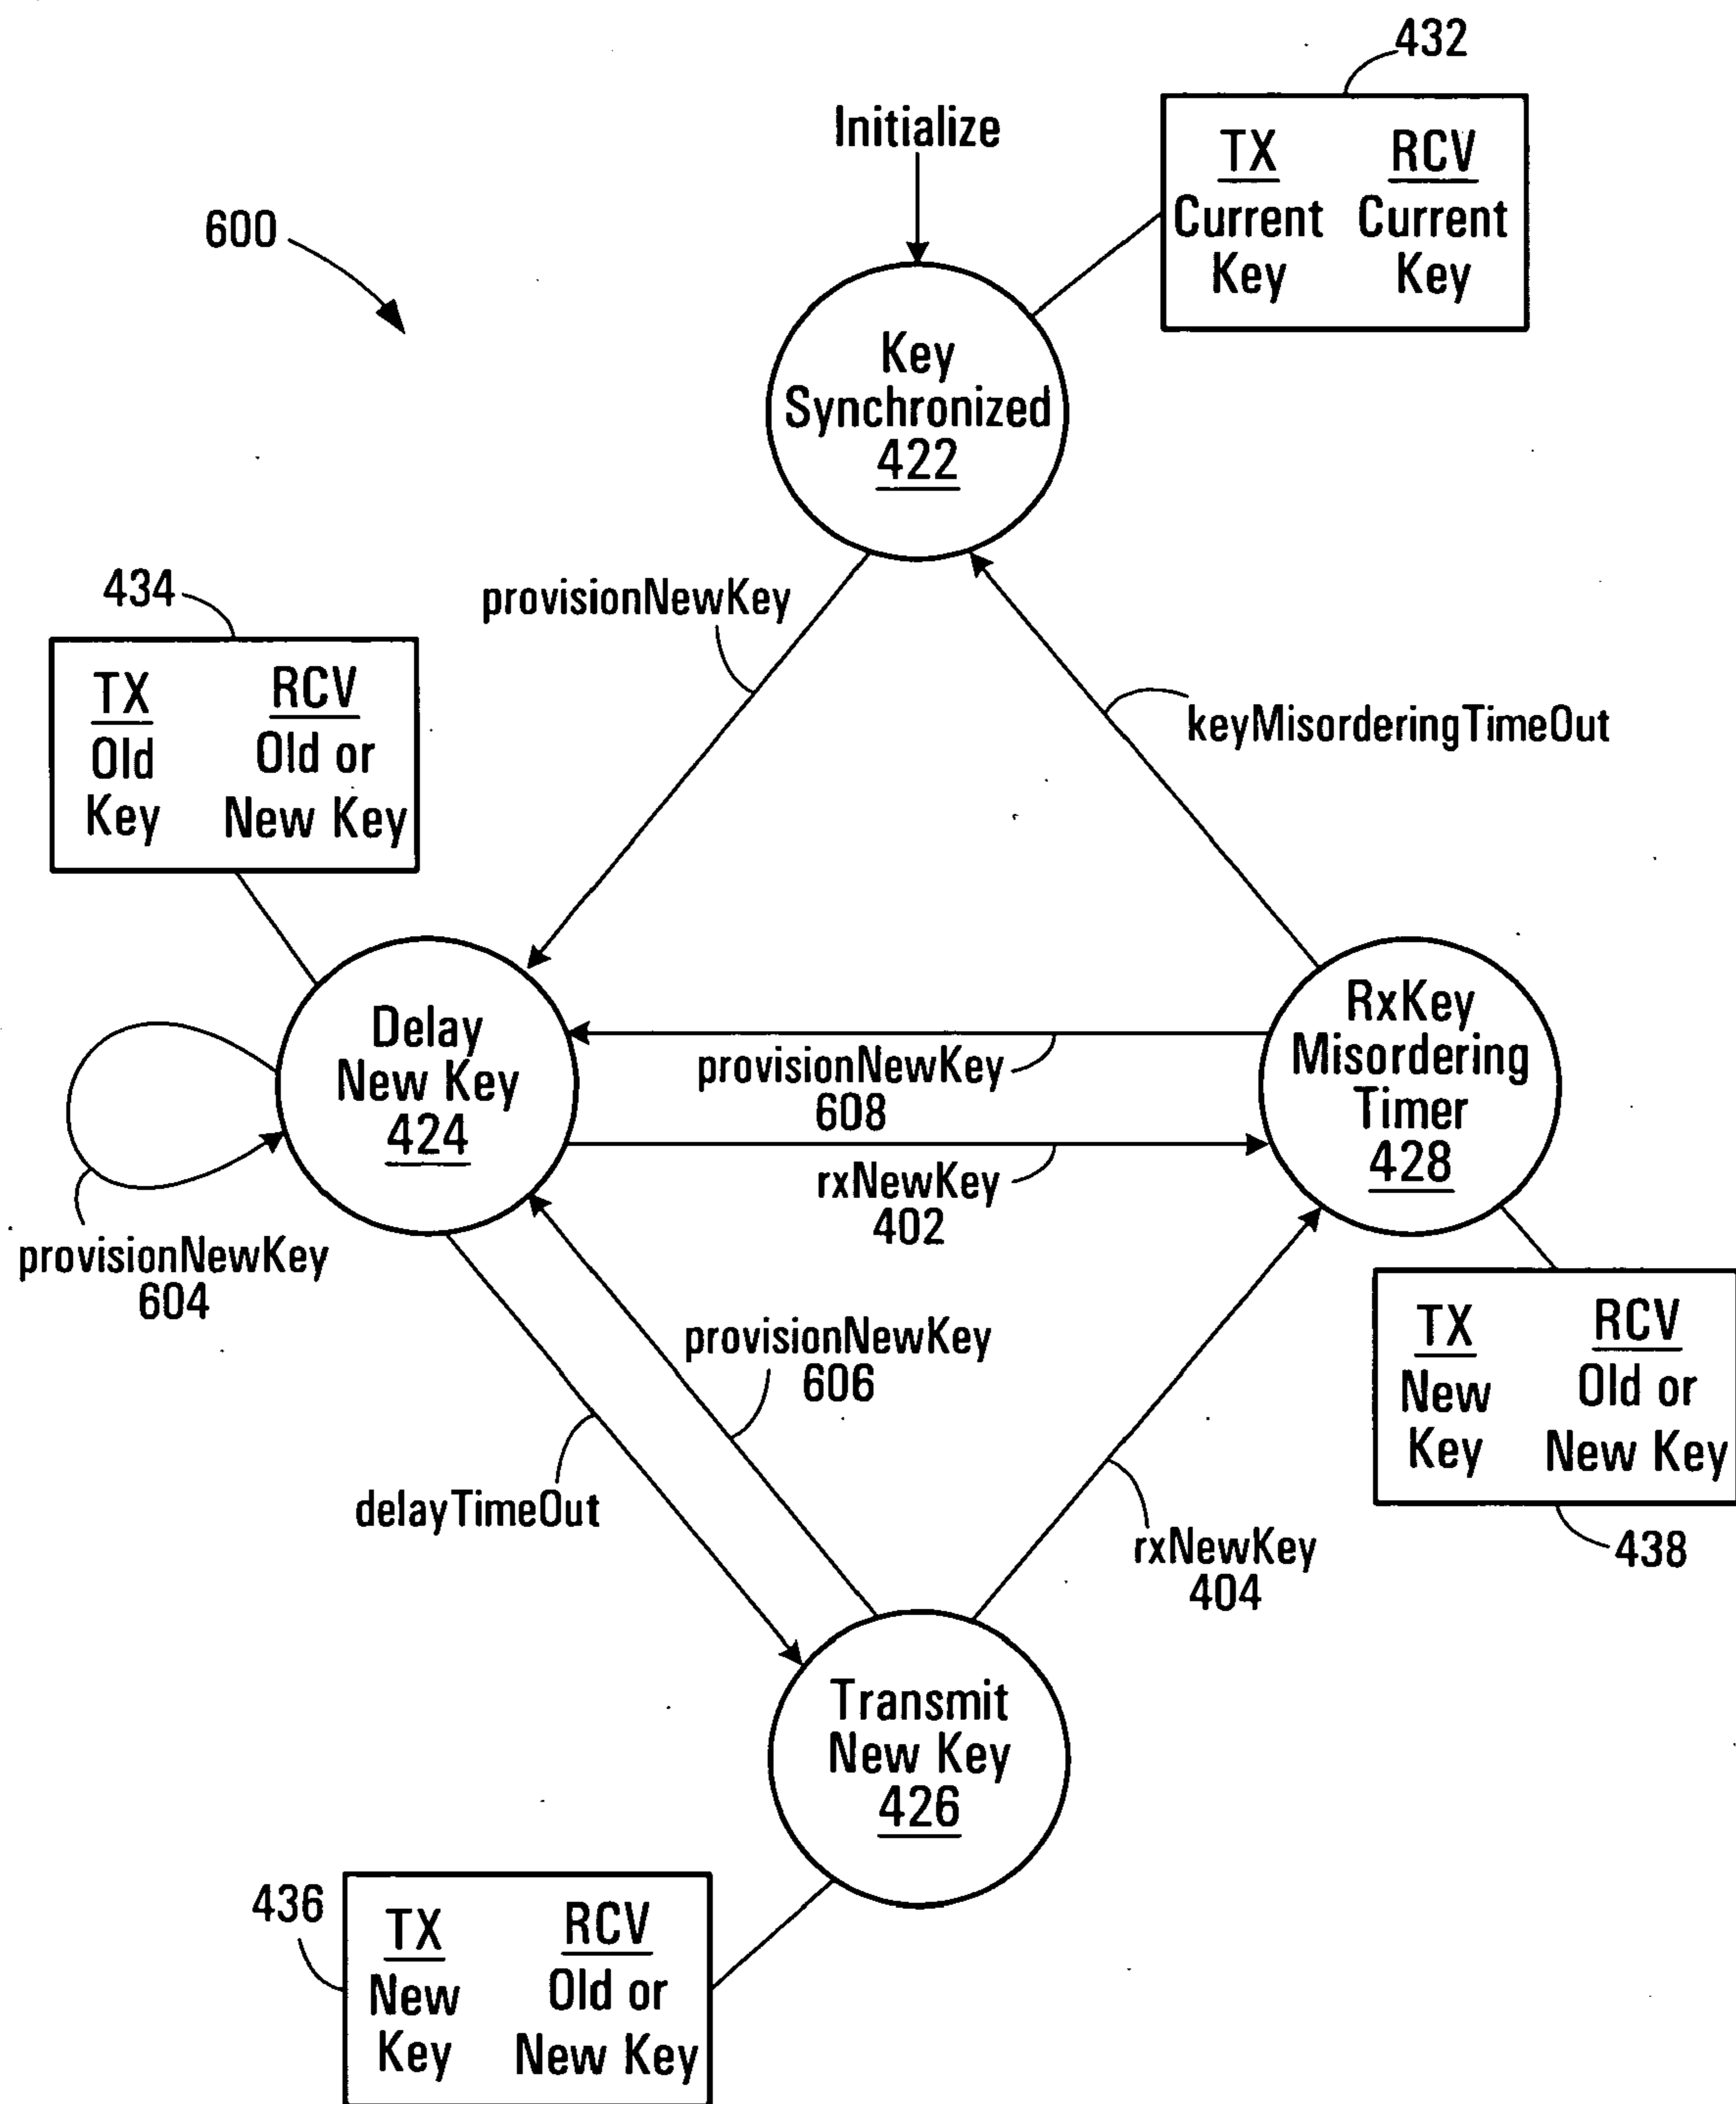 432
Initialize
TX RCV
Current Current
Key Key
600
Key
Synchronized
422
434
provisionNewKey
TX RCV
Old Old or
Key New Key
keyMisorderingTimeOut
Delay
New Key
424
RxKey
Misordering
Timer
428
provisionNewKey
608
rxNewKey
402
provisionNewKey
604
provisionNewKey
606
TX RCV
New Old or
Key New Key
delayTimeOut
rxNewKey
404
438
Transmit
New Key
426
436
TX RCV
New Old or
Key New Key